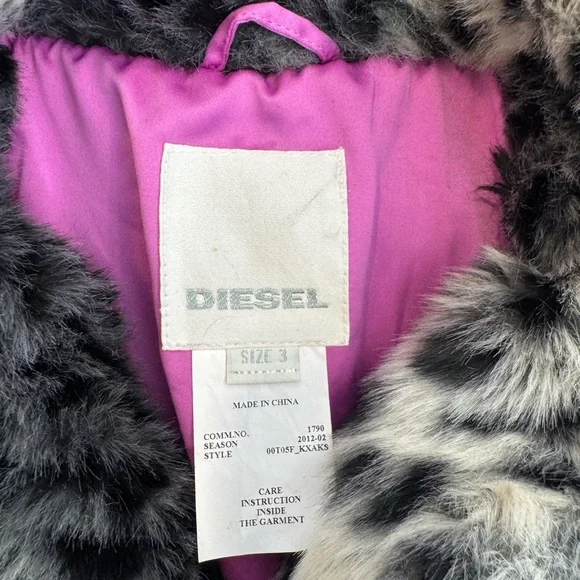 DIESEL
SIZE 3
MADE IN CHINA
COMM.NO. 1790
SEASON 2012-02
STYLE 00T05F_KXAKS
CARE
INSTRUCTION
INSIDE
THE GARMENT